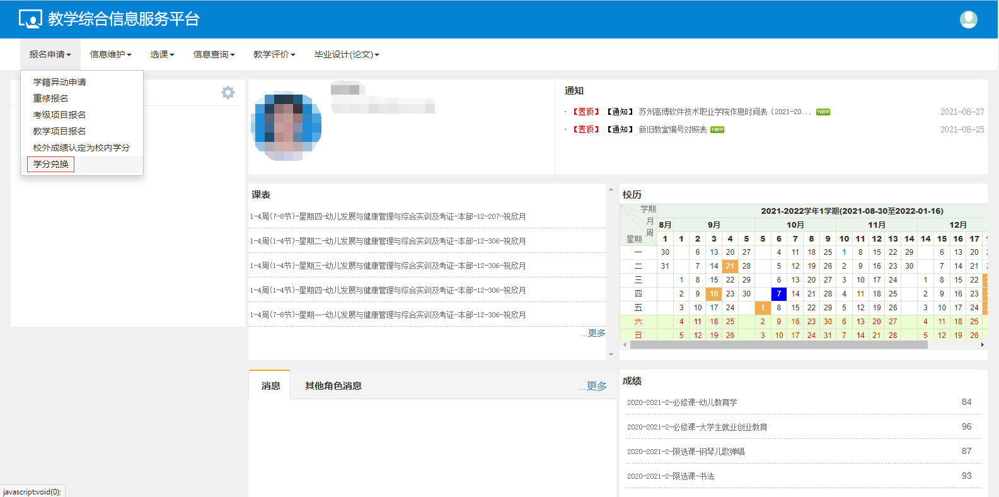 教学综合信息服务平台
报名申请 信息维护 选课 信息查询 教学评价 毕业设计(论文)
学籍异动申请
重修报名
考级项目报名
教学项目报名
校外成绩认定为校内学分
学分兑换
通知
·【置顶】【通知】 苏州高博软件技术职业学院作息时间表（2021-20... NEW 2021-08-27
·【置顶】【通知】 新旧教室编号对照表 NEW 2021-08-25
课表
1-4周(7-8节)-星期四-幼儿发展与健康管理与综合实训及考证-本部-12-207-祝欣月
1-4周(1-4节)-星期二-幼儿发展与健康管理与综合实训及考证-本部-12-306-祝欣月
1-4周(1-4节)-星期三-幼儿发展与健康管理与综合实训及考证-本部-12-306-祝欣月
1-4周(1-4节)-星期四-幼儿发展与健康管理与综合实训及考证-本部-12-306-祝欣月
1-4周(7-8节)-星期一-幼儿发展与健康管理与综合实训及考证-本部-12-306-祝欣月
...更多
校历
学期 2021-2022学年1学期(2021-08-30至2022-01-16)
月 8月 9月 10月 11月 12月
周
星期 1 1 2 3 4 5 5 6 7 8 9 10 11 12 13 14 14 15 16 17
一 30 6 13 20 27 4 11 18 25 1 8 15 22 29 6 13 20
二 31 7 14 21 28 5 12 19 26 2 9 16 23 30 7 14 21
三 1 8 15 22 29 6 13 20 27 3 10 17 24 1 8 15 22
四 2 9 16 23 30 7 14 21 28 4 11 18 25 2 9 16 23
五 3 10 17 24 1 8 15 22 29 5 12 19 26 3 10 17 24
六 4 11 18 25 2 9 16 23 30 6 13 20 27 4 11 18 25
日 5 12 19 26 3 10 17 24 31 7 14 21 28 5 12 19 26
消息 其他角色消息 ...更多
成绩
2020-2021-2-必修课-幼儿教育学 84
2020-2021-2-必修课-大学生就业创业教育 96
2020-2021-2-限选课-钢琴儿歌弹唱 87
2020-2021-2-限选课-书法 93
javascript:void(0);